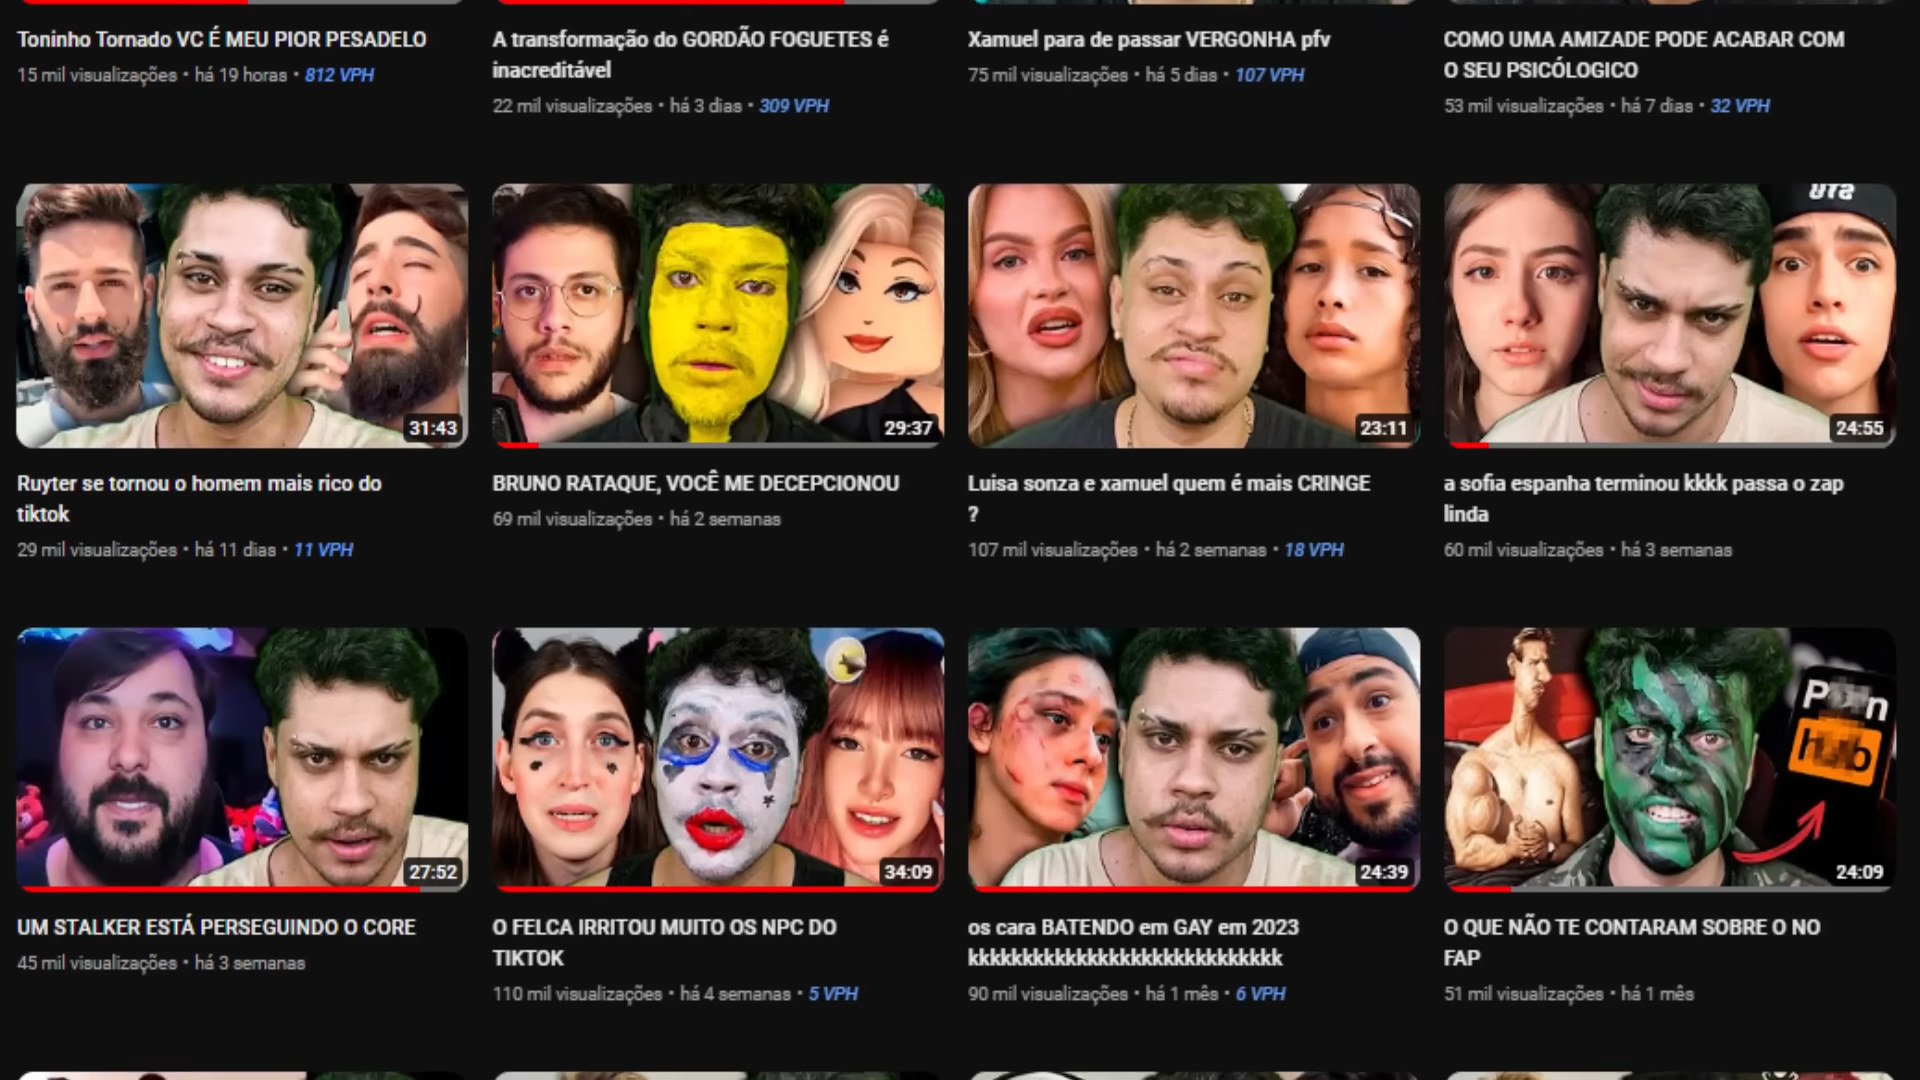 Toninho Tornado VC É MEU PIOR PESADELO
15 mil visualizações • há 19 horas • 812 VPH
A transformação do GORDÃO FOGUETES é
inacreditável
22 mil visualizações • há 3 dias • 309 VPH
Xamuel para de passar VERGONHA pfv
75 mil visualizações • há 5 dias • 107 VPH
COMO UMA AMIZADE PODE ACABAR COM
O SEU PSICÓLOGICO
53 mil visualizações • há 7 dias • 32 VPH
31:43
Ruyter se tornou o homem mais rico do
tiktok
29 mil visualizações • há 11 dias • 11 VPH
29:37
BRUNO RATAQUE, VOCÊ ME DECEPCIONOU
69 mil visualizações • há 2 semanas
23:11
Luisa sonza e xamuel quem é mais CRINGE
?
107 mil visualizações • há 2 semanas • 18 VPH
24:55
a sofia espanha terminou kkkk passa o zap
linda
60 mil visualizações • há 3 semanas
27:52
UM STALKER ESTÁ PERSEGUINDO O CORE
45 mil visualizações • há 3 semanas
34:09
O FELCA IRRITOU MUITO OS NPC DO
TIKTOK
110 mil visualizações • há 4 semanas • 5 VPH
24:39
os cara BATENDO em GAY em 2023
kkkkkkkkkkkkkkkkkkkkkkkkkkkkk
90 mil visualizações • há 1 mês • 6 VPH
24:09
O QUE NÃO TE CONTARAM SOBRE O NO
FAP
51 mil visualizações • há 1 mês